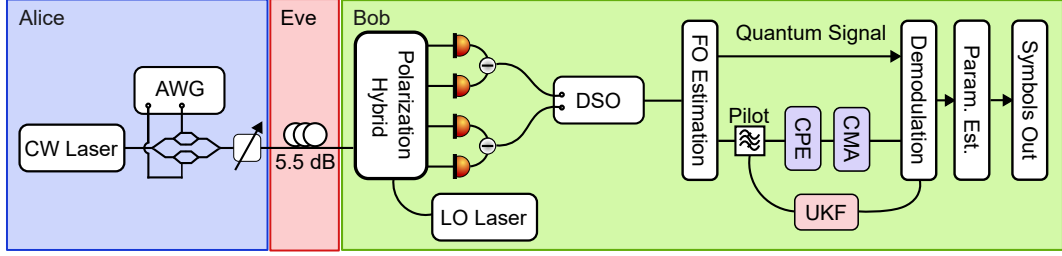 Alice
Eve
Bob
AWG
CW Laser
5.5 dB
Polarization
Hybrid
LO Laser
DSO
FO Estimation
Quantum Signal
Pilot
CPE
CMA
UKF
Demodulation
Param. Est.
Symbols Out